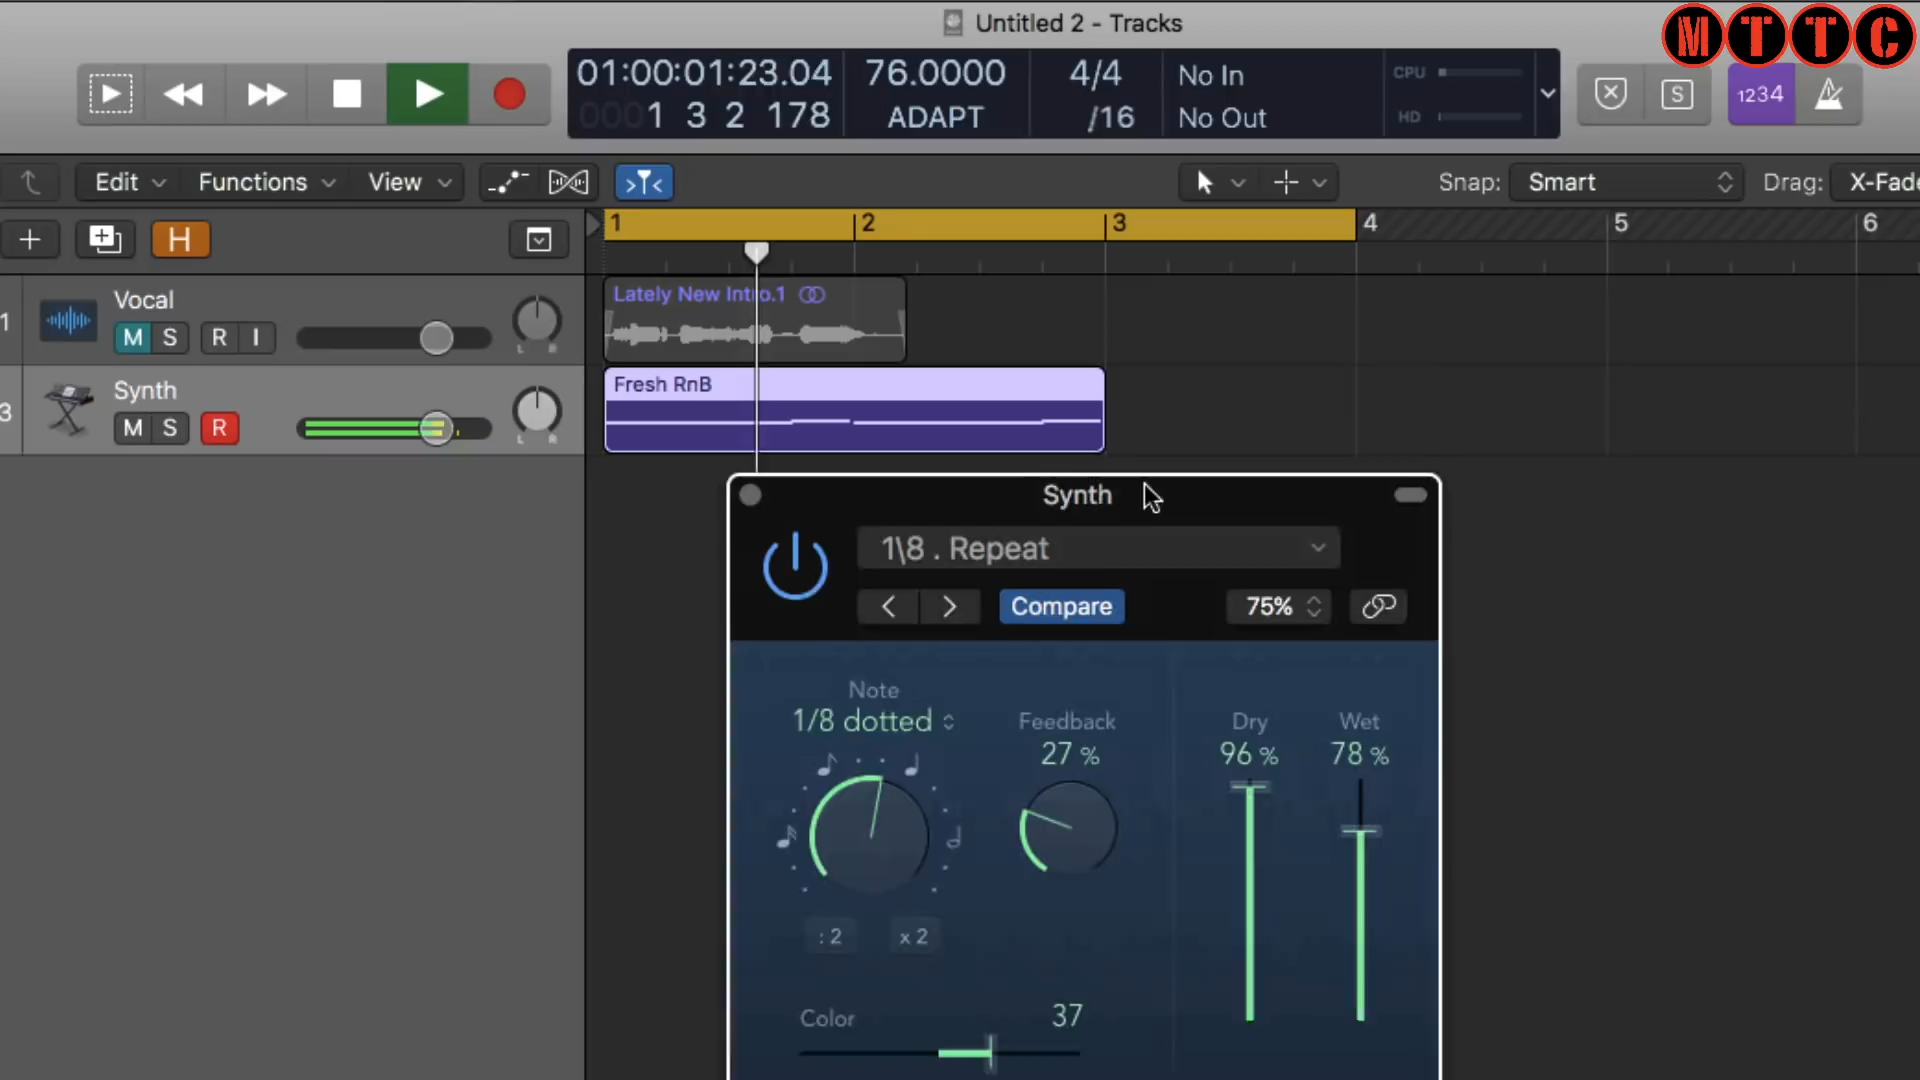 Untitled 2 - Tracks
MTTC
01:00:01:23.04
0001 3 2 178
76.0000
ADAPT
4/4
/16
No In
No Out
CPU
HD
S
1234
Edit
Functions
View
Snap: Smart
Drag: X-Fade
H
1 2 3 4 5 6
1
Vocal
M S R I
L R
Lately New Intro.1
3
Synth
M S R
L R
Fresh RnB
Synth
1\8 . Repeat
Compare
75%
Note
1/8 dotted
Feedback
27 %
Dry
96 %
Wet
78 %
: 2
x 2
Color
37